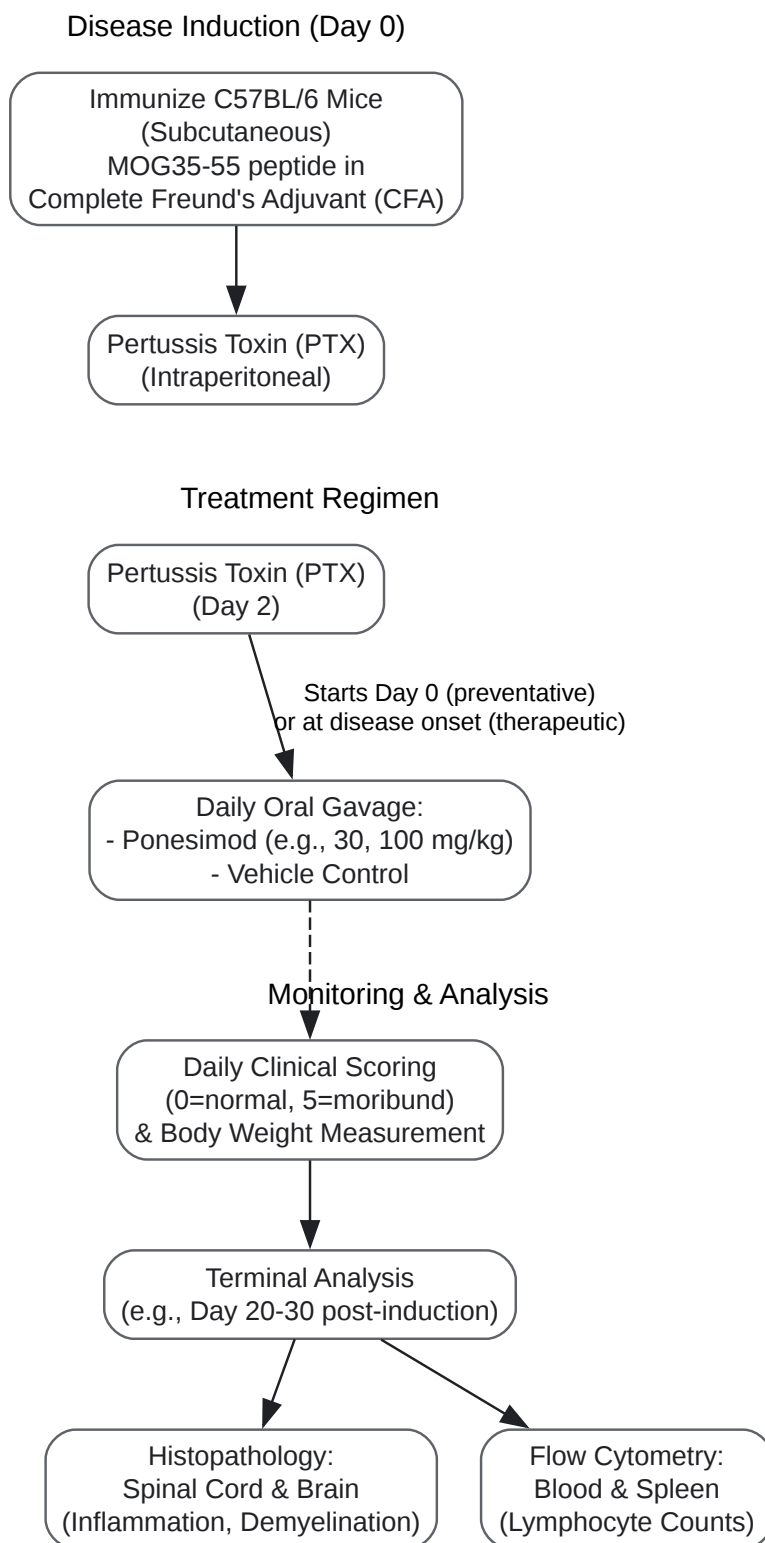 Disease Induction (Day 0)
Immunize C57BL/6 Mice
(Subcutaneous)
MOG35-55 peptide in
Complete Freund's Adjuvant (CFA)
Pertussis Toxin (PTX)
(Intraperitoneal)
Treatment Regimen
Pertussis Toxin (PTX)
(Day 2)
Starts Day 0 (preventative)
or at disease onset (therapeutic)
Daily Oral Gavage:
- Ponesimod (e.g., 30, 100 mg/kg)
- Vehicle Control
Monitoring & Analysis
Daily Clinical Scoring
(0=normal, 5=moribund)
& Body Weight Measurement
Terminal Analysis
(e.g., Day 20-30 post-induction)
Histopathology:
Spinal Cord & Brain
(Inflammation, Demyelination)
Flow Cytometry:
Blood & Spleen
(Lymphocyte Counts)